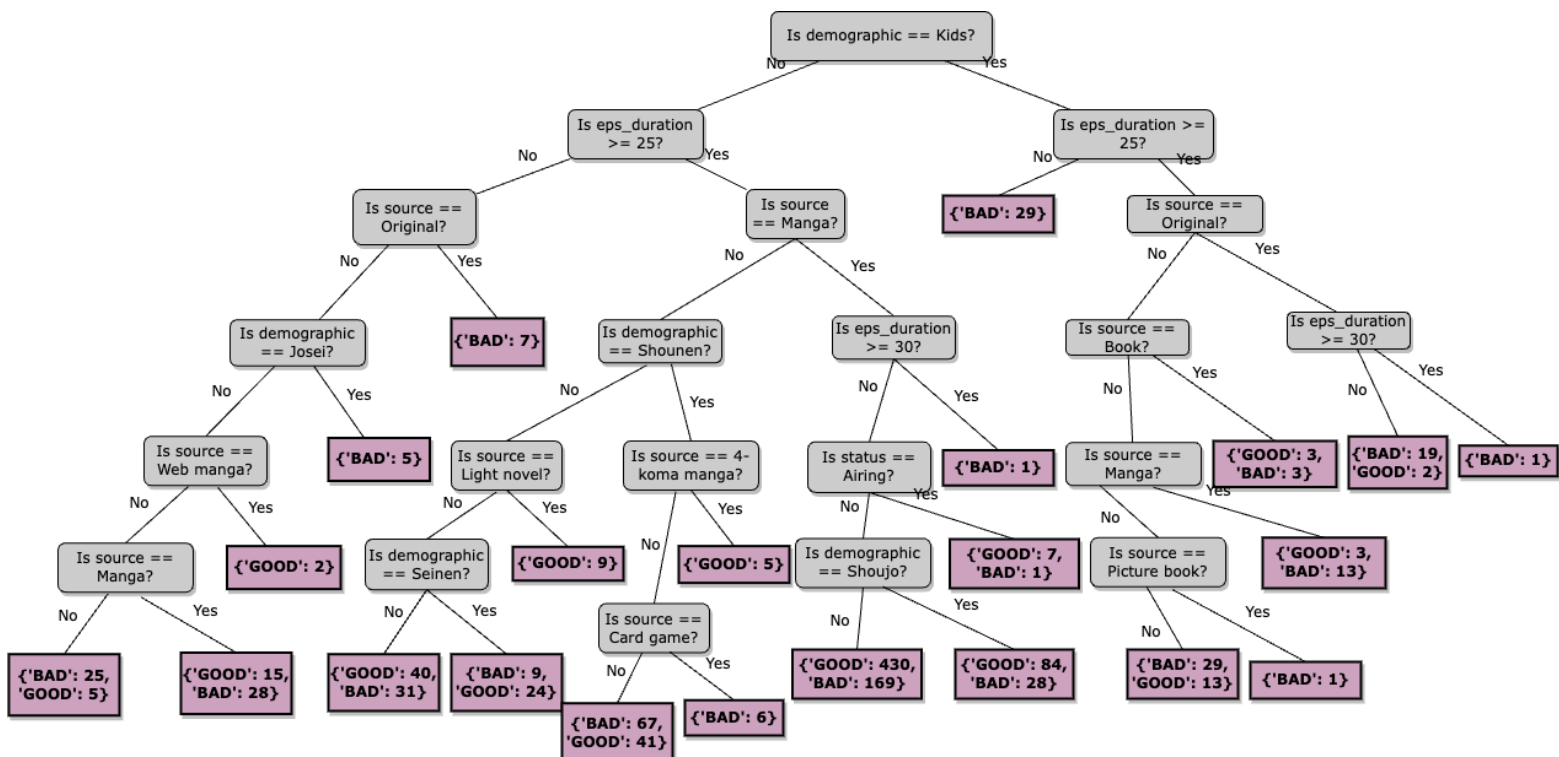 Is demographic == Kids?
No
Yes
Is eps_duration
>= 25?
Is eps_duration >=
25?
No
Yes
No
Yes
Is source ==
Original?
Is source
== Manga?
{'BAD': 29}
Is source ==
Original?
No
Yes
No
Yes
No
Yes
Is demographic
== Josei?
{'BAD': 7}
Is demographic
== Shounen?
Is eps_duration
>= 30?
Is source ==
Book?
Is eps_duration
>= 30?
No
Yes
No
Yes
No
Yes
No
Yes
No
Yes
Is source ==
Web manga?
{'BAD': 5}
Is source ==
Light novel?
Is source == 4-
koma manga?
Is status ==
Airing?
{'BAD': 1}
Is source ==
Manga?
{'GOOD': 3,
'BAD': 3}
{'BAD': 19,
'GOOD': 2}
{'BAD': 1}
No
Yes
No
Yes
No
Yes
No
Yes
No
Yes
Is source ==
Manga?
{'GOOD': 2}
Is demographic
== Seinen?
{'GOOD': 9}
{'GOOD': 5}
Is demographic
== Shoujo?
{'GOOD': 7,
'BAD': 1}
Is source ==
Picture book?
{'GOOD': 3,
'BAD': 13}
No
Yes
No
Yes
Is source ==
Card game?
No
Yes
No
Yes
{'BAD': 25,
'GOOD': 5}
{'GOOD': 15,
'BAD': 28}
{'GOOD': 40,
'BAD': 31}
{'BAD': 9,
'GOOD': 24}
No
Yes
{'GOOD': 430,
'BAD': 169}
{'GOOD': 84,
'BAD': 28}
{'BAD': 29,
'GOOD': 13}
{'BAD': 1}
{'BAD': 67,
'GOOD': 41}
{'BAD': 6}